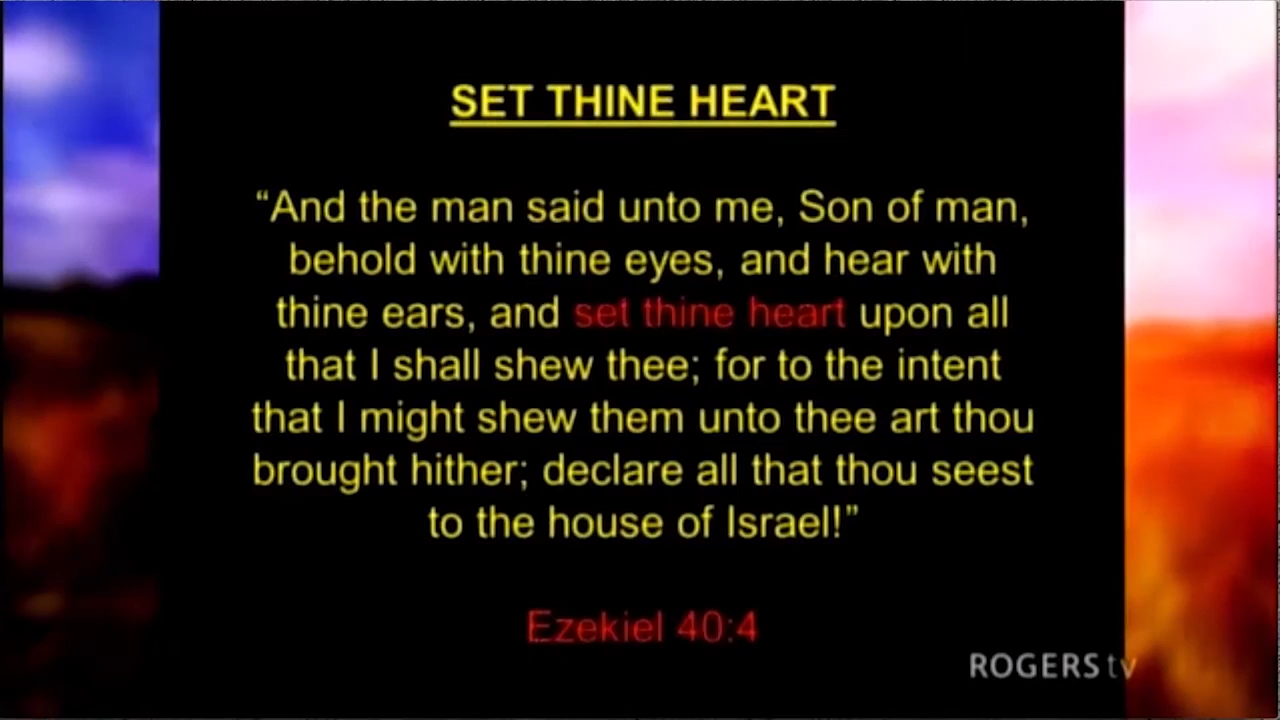 SET THINE HEART
“And the man said unto me, Son of man,
behold with thine eyes, and hear with
thine ears, and set thine heart upon all
that I shall shew thee; for to the intent
that I might shew them unto thee art thou
brought hither; declare all that thou seest
to the house of Israel!”
Ezekiel 40:4
ROGERS tv